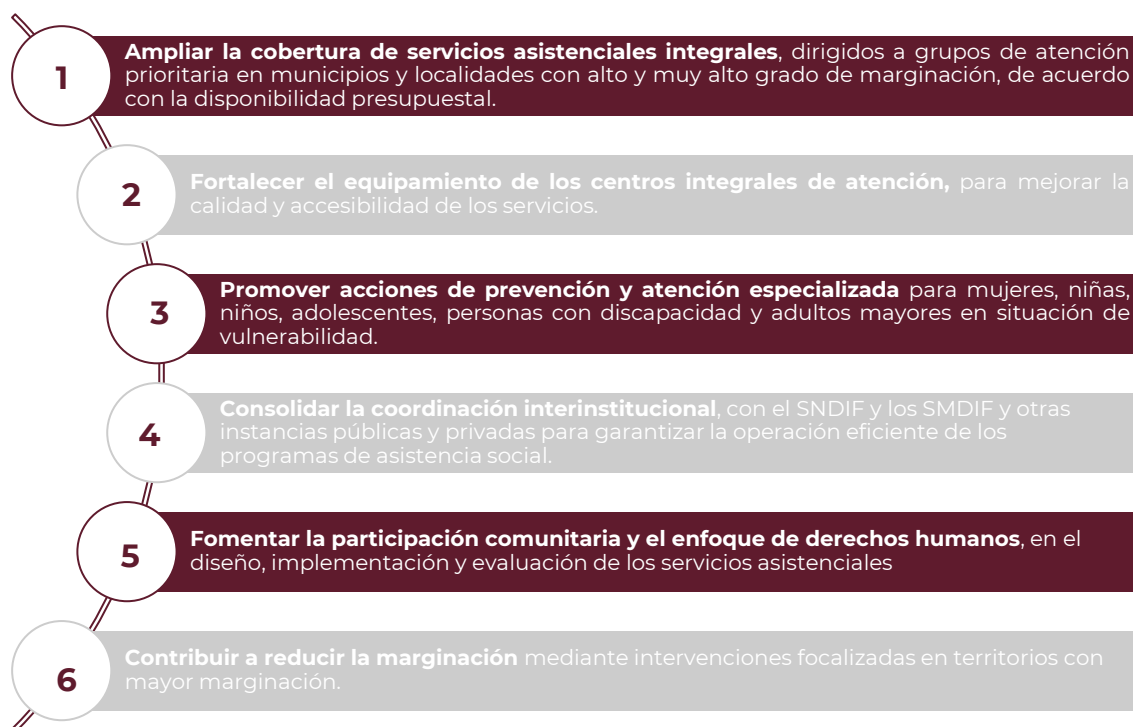 1
Ampliar la cobertura de servicios asistenciales integrales, dirigidos a grupos de atención
prioritaria en municipios y localidades con alto y muy alto grado de marginación, de acuerdo
con la disponibilidad presupuestal.
2
Fortalecer el equipamiento de los centros integrales de atención, para mejorar la
calidad y accesibilidad de los servicios.
3
Promover acciones de prevención y atención especializada para mujeres, niñas,
niños, adolescentes, personas con discapacidad y adultos mayores en situación de
vulnerabilidad.
4
Consolidar la coordinación interinstitucional, con el SNDIF y los SMDIF y otras
instancias públicas y privadas para garantizar la operación eficiente de los
programas de asistencia social.
5
Fomentar la participación comunitaria y el enfoque de derechos humanos, en el
diseño, implementación y evaluación de los servicios asistenciales
6
Contribuir a reducir la marginación mediante intervenciones focalizadas en territorios con
mayor marginación.